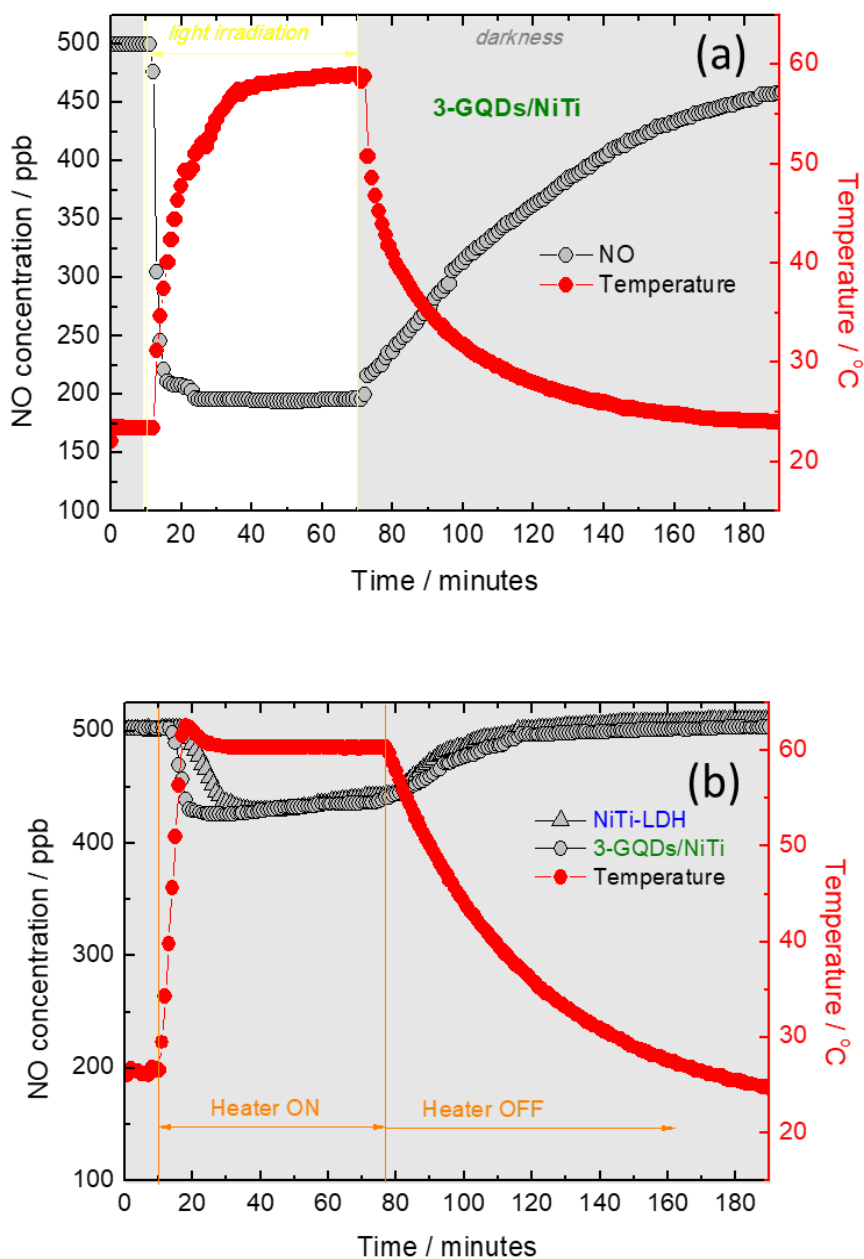 light irradiation
darkness
(a)
3-GQDs/NiTi
NO
Temperature
500
450
400
350
300
250
200
150
100
NO concentration / ppb
60
50
40
30
20
Temperature / °C
0 20 40 60 80 100 120 140 160 180
Time / minutes
(b)
NiTi-LDH
3-GQDs/NiTi
Temperature
500
400
300
200
100
NO concentration / ppb
60
50
40
30
20
Temperature / °C
Heater ON
Heater OFF
0 20 40 60 80 100 120 140 160 180
Time / minutes